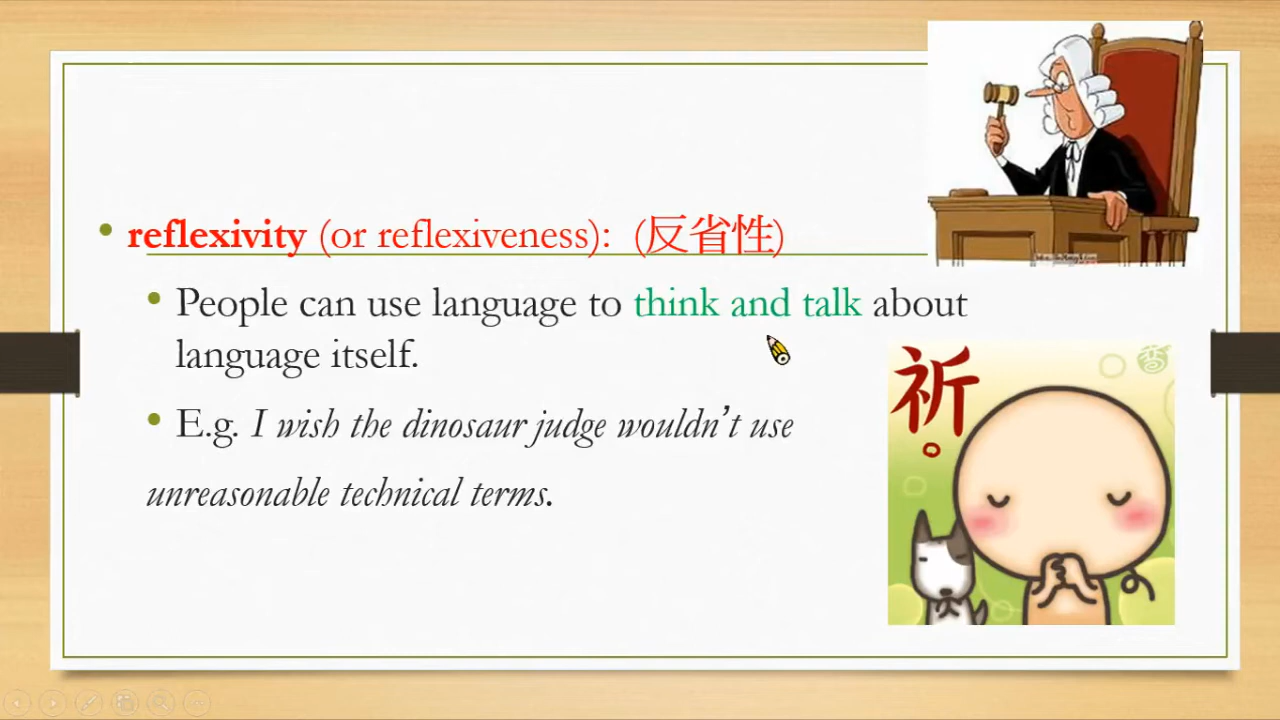 reflexivity (or reflexiveness): (反省性)
People can use language to think and talk about
language itself.
E.g. I wish the dinosaur judge wouldn’t use
unreasonable technical terms.
祈。